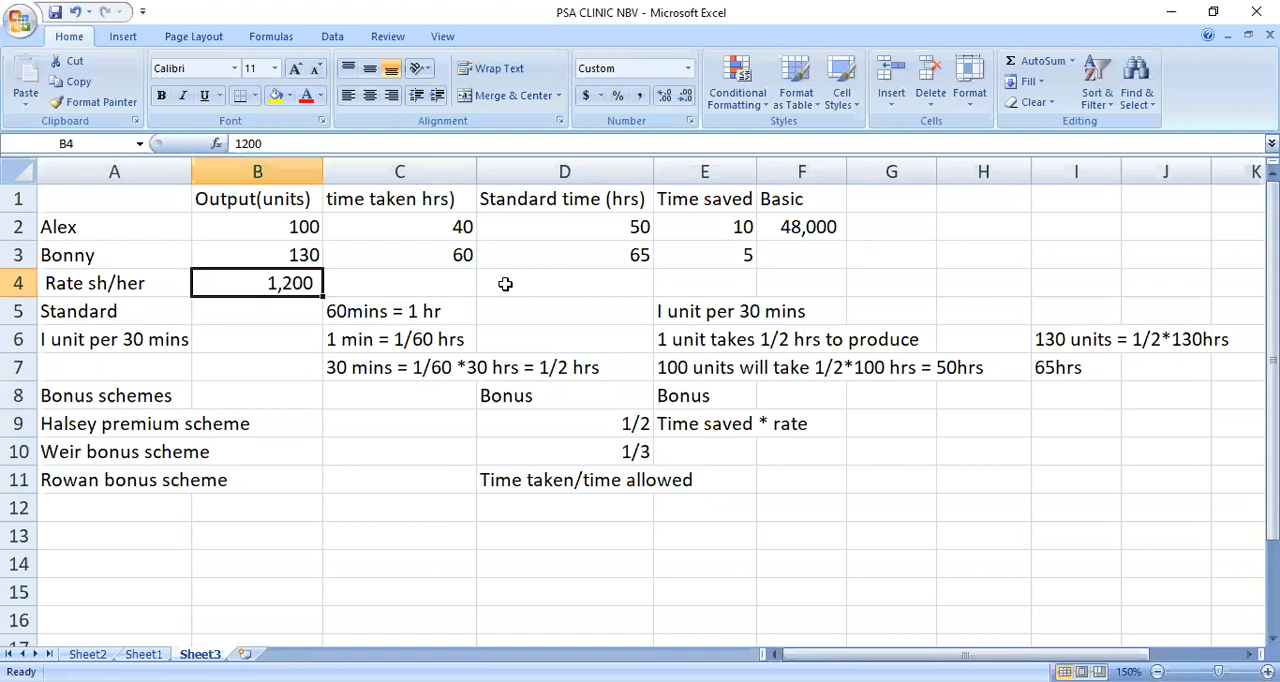 PSA CLINIC NBV - Microsoft Excel
Home Insert Page Layout Formulas Data Review View
Paste
Cut
Copy
Format Painter
Clipboard
Calibri 11 A A
B I U A
Font
Wrap Text
Merge & Center
Alignment
Custom
$ % ,
Number
Conditional Formatting
Format as Table
Cell Styles
Styles
Insert Delete Format
Cells
Σ AutoSum
Fill
Clear
Sort & Filter
Find & Select
Editing
B4 fx 1200
A B C D E F G H I J K
1 Output(units) time taken hrs) Standard time (hrs) Time saved Basic
2 Alex 100 40 50 10 48,000
3 Bonny 130 60 65 5
4 Rate sh/her 1,200
5 Standard 60mins = 1 hr I unit per 30 mins
6 I unit per 30 mins 1 min = 1/60 hrs 1 unit takes 1/2 hrs to produce 130 units = 1/2*130hrs
7 30 mins = 1/60 *30 hrs = 1/2 hrs 100 units will take 1/2*100 hrs = 50hrs 65hrs
8 Bonus schemes Bonus Bonus
9 Halsey premium scheme 1/2 Time saved * rate
10 Weir bonus scheme 1/3
11 Rowan bonus scheme Time taken/time allowed
12
13
14
15
16
17
Sheet2 Sheet1 Sheet3
Ready 150%